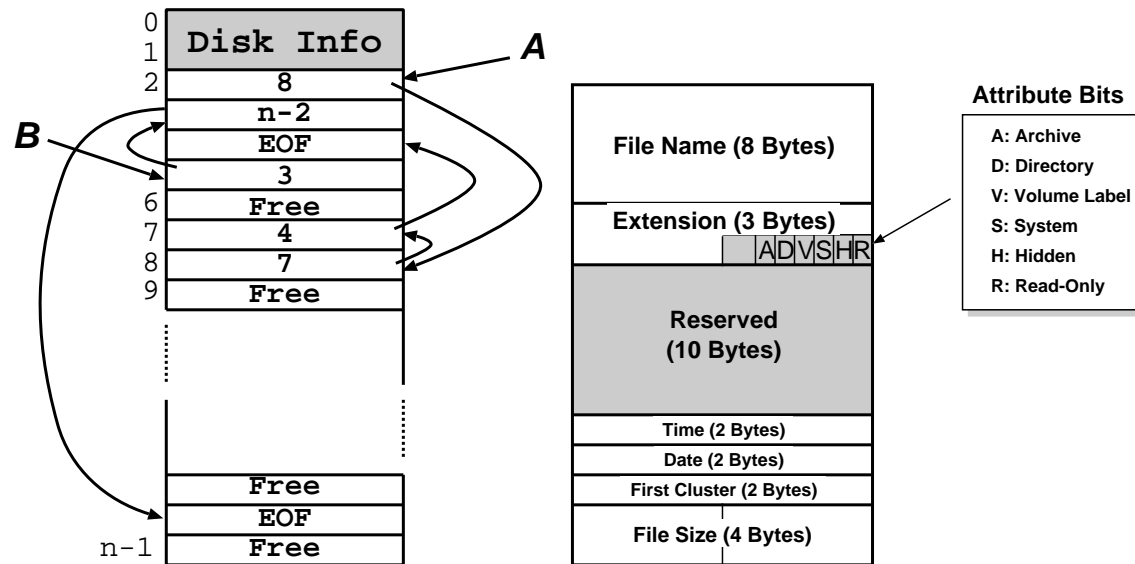 0
1
Disk Info
A
2
8
n-2
B
EOF
3
6
Free
7
4
8
7
9
Free
Free
EOF
n-1
Free
File Name (8 Bytes)
Extension (3 Bytes)
A D V S H R
Reserved
(10 Bytes)
Time (2 Bytes)
Date (2 Bytes)
First Cluster (2 Bytes)
File Size (4 Bytes)
Attribute Bits
A: Archive
D: Directory
V: Volume Label
S: System
H: Hidden
R: Read-Only